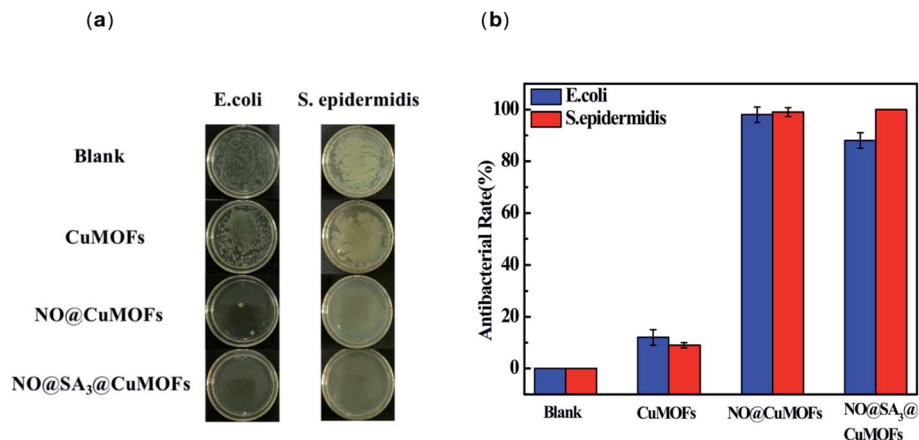 (a)
E.coli S. epidermidis
Blank
CuMOFs
NO@CuMOFs
NO@SA₃@CuMOFs
(b)
Antibacterial Rate(%)
100
80
60
40
20
0
E.coli
S.epidermidis
Blank
CuMOFs
NO@CuMOFs
NO@SA₃@
CuMOFs